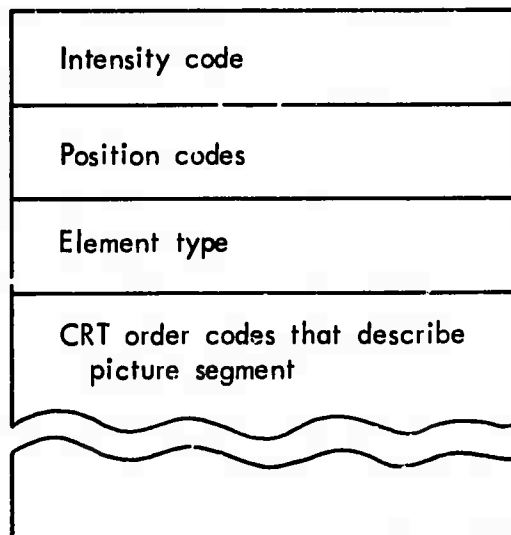 Intensity code
Position codes
Element type
CRT order codes that describe
picture segment